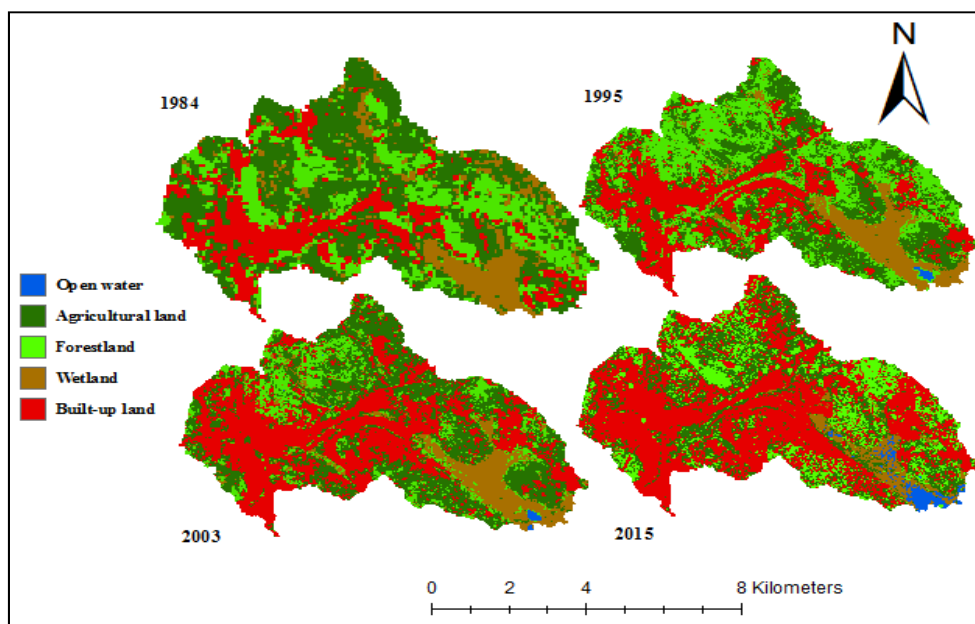 N
1984
1995
Open water
Agricultural land
Forestland
Wetland
Built-up land
2003
2015
0 2 4 8 Kilometers